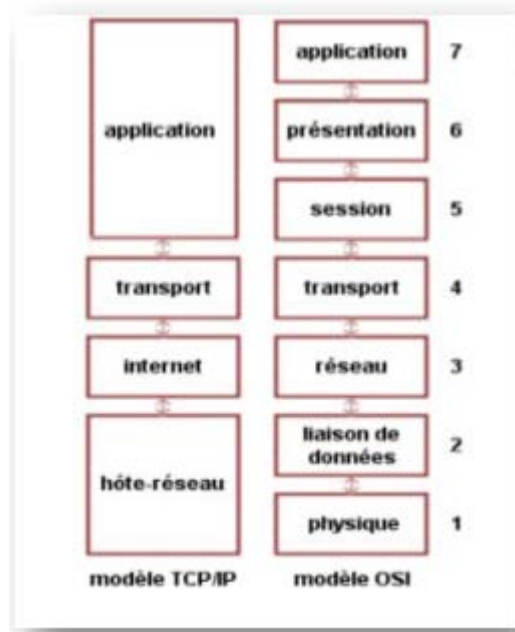 application
transport
internet
hóte-réseau
modèle TCP/IP
application 7
présentation 6
session 5
transport 4
réseau 3
liaison de
données 2
physique 1
modèle OSI